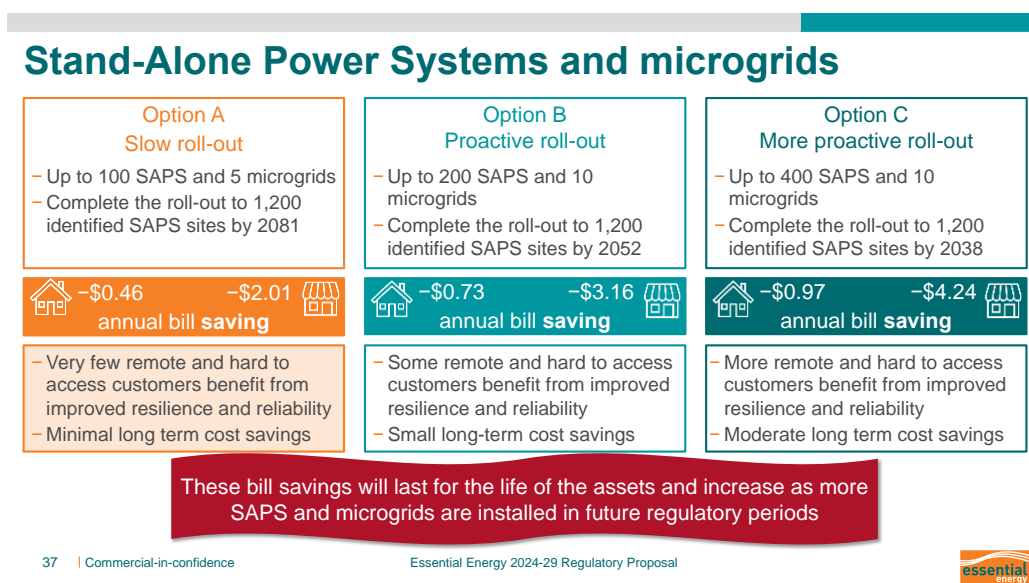 Stand-Alone Power Systems and microgrids
Option A
Slow roll-out
− Up to 100 SAPS and 5 microgrids
− Complete the roll-out to 1,200
identified SAPS sites by 2081
−$0.46 −$2.01
annual bill saving
− Very few remote and hard to
access customers benefit from
improved resilience and reliability
− Minimal long term cost savings
Option B
Proactive roll-out
− Up to 200 SAPS and 10
microgrids
− Complete the roll-out to 1,200
identified SAPS sites by 2052
−$0.73 −$3.16
annual bill saving
− Some remote and hard to access
customers benefit from improved
resilience and reliability
− Small long-term cost savings
Option C
More proactive roll-out
− Up to 400 SAPS and 10
microgrids
− Complete the roll-out to 1,200
identified SAPS sites by 2038
−$0.97 −$4.24
annual bill saving
− More remote and hard to access
customers benefit from improved
resilience and reliability
− Moderate long term cost savings
These bill savings will last for the life of the assets and increase as more
SAPS and microgrids are installed in future regulatory periods
37 | Commercial-in-confidence Essential Energy 2024-29 Regulatory Proposal
essential
energy